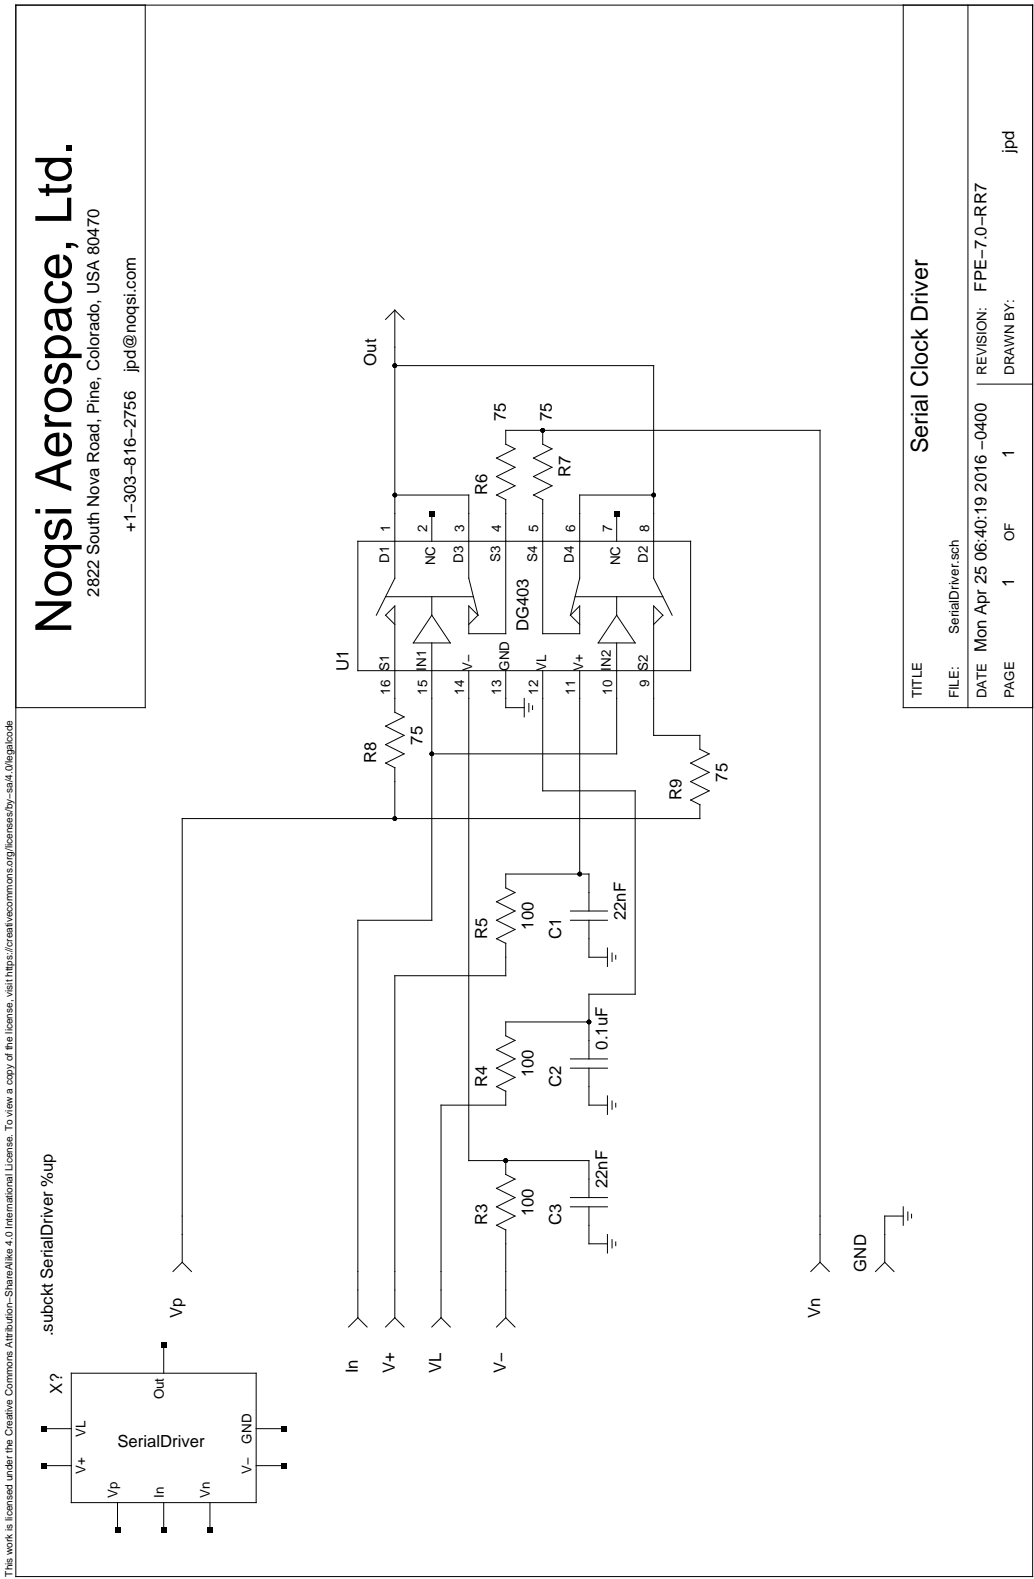 This work is licensed under the Creative Commons Attribution−ShareAlike 4.0 International License. To view a copy of the license, visit https://creativecommons.org/licenses/by−sa/4.0/legalcode
Noqsi Aerospace, Ltd.
2822 South Nova Road, Pine, Colorado, USA 80470
+1−303−816−2756 jpd@noqsi.com
.subckt SerialDriver %up
X?
V+
VL
Vp
In
Vn
Out
SerialDriver
V−
GND
Vp
In
V+
VL
V−
Vn
GND
R3
100
C3
22nF
R4
100
C2
0.1uF
R5
100
C1
22nF
R8
75
R9
75
U1
16
S1
15
IN1
14
V−
13
GND
12
VL
11
V+
10
IN2
9
S2
DG403
D1
1
NC
2
D3
3
S3
4
S4
5
D4
6
NC
7
D2
8
R6
75
R7
75
Out
TITLE
Serial Clock Driver
FILE: SerialDriver.sch
DATE Mon Apr 25 06:40:19 2016 −0400
REVISION: FPE−7.0−RR7
PAGE 1 OF 1
DRAWN BY: jpd